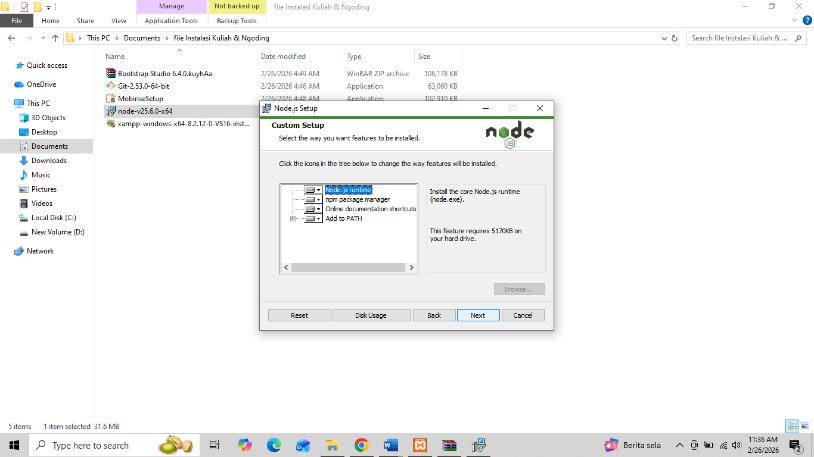 Manage
Not backed up
file Instalasi Kuliah & Ngoding
File
Home
Share
View
Application Tools
Backup Tools
This PC
Documents
file Instalasi Kuliah & Ngoding
Search file Instalasi Kuliah & ...
Name
Date modified
Type
Size
Quick access
OneDrive
This PC
3D Objects
Desktop
Documents
Downloads
Music
Pictures
Videos
Local Disk (C:)
New Volume (D:)
Network
Bootstrap Studio 6.4.0.kuyhAa
2/26/2026 4:49 AM
WinRAR ZIP archive
106,178 KB
Git-2.53.0-64-bit
2/26/2026 4:46 AM
Application
63,060 KB
MobiriseSetup
2/26/2026 4:48 AM
Application
102,910 KB
node-v25.6.0-x64
xampp-windows-x64-8.2.12-0-VS16-inst...
Node.js Setup
Custom Setup
Select the way you want features to be installed.
node
JS
Click the icons in the tree below to change the way features will be installed.
Node.js runtime
npm package manager
Online documentation shortcuts
Add to PATH
Install the core Node.js runtime
(node.exe).
This feature requires 5170KB on
your hard drive.
Browse...
Reset
Disk Usage
Back
Next
Cancel
5 items
1 item selected
31.6 MB
Type here to search
Berita sela
11:36 AM
2/26/2026
2